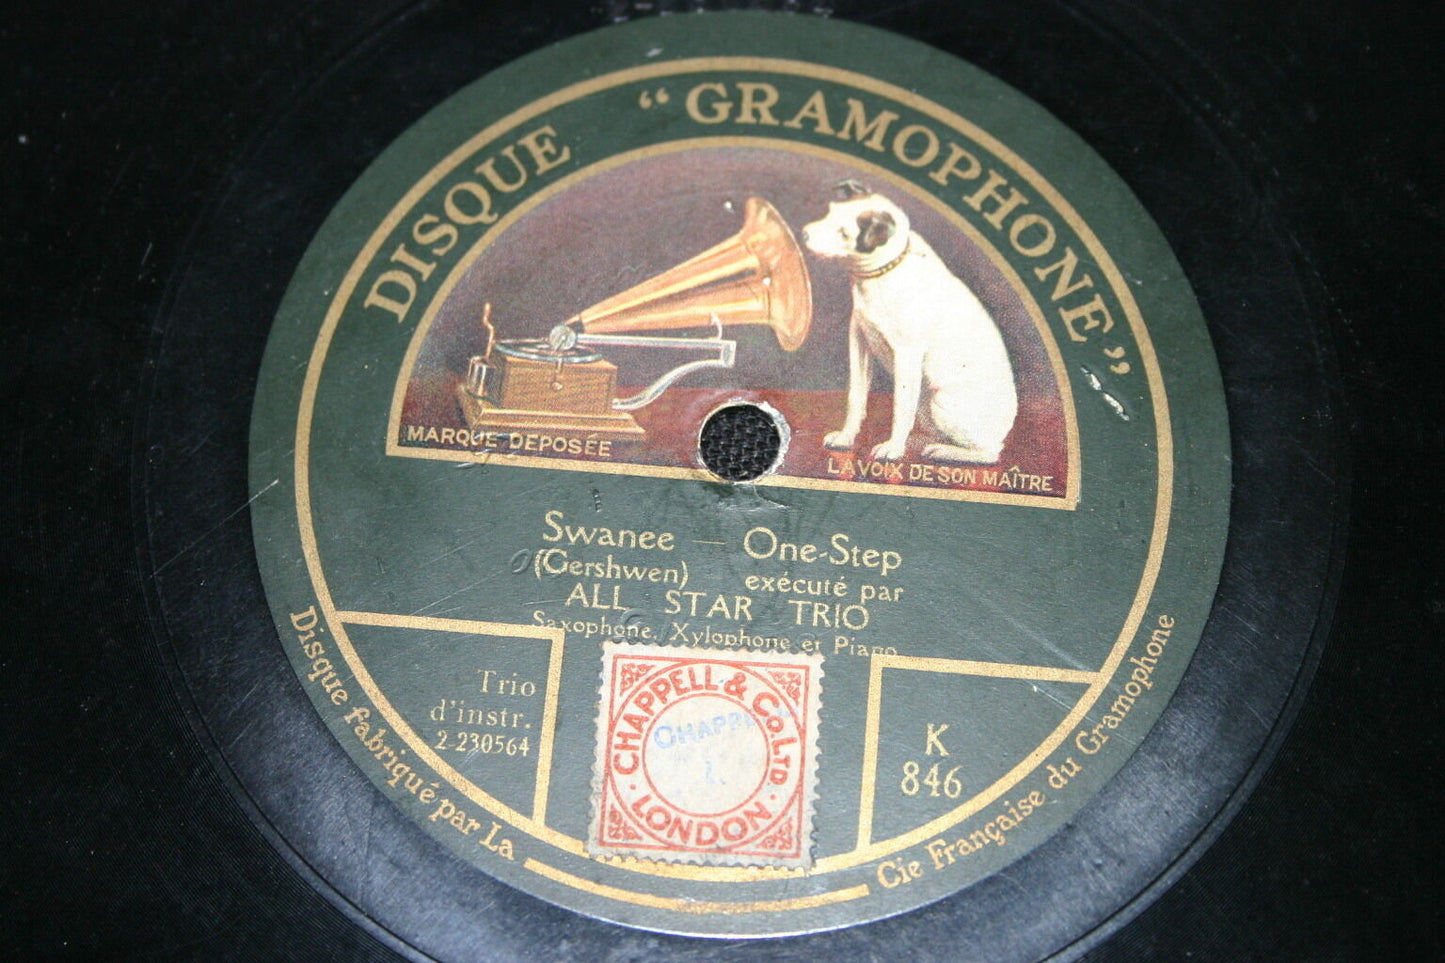 DISQUE “GRAMOPHONE”
MARQUE DEPOSÉE
LA VOIX DE SON MAÎTRE
Swanee — One-Step
(Gershwen) exécuté par
ALL STAR TRIO
Saxophone, Xylophone et Piano
Trio
d'instr.
2-230564
K
846
CHAPPELL & Co. LTD
LONDON
Disque fabriqué par La Cie Française du Gramophone